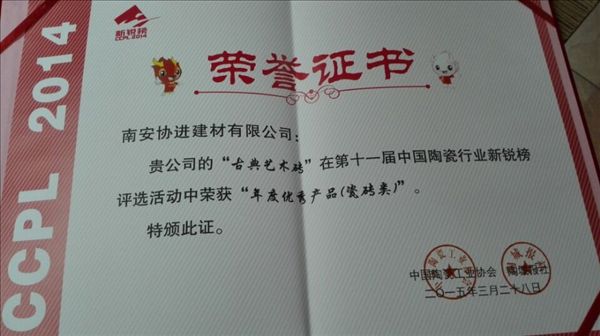 新锐榜
CCPL 2014
CCPL 2014
荣誉证书
南安协进建材有限公司：
贵公司的“古典艺术砖”在第十一届中国陶瓷行业新锐榜
评选活动中荣获“年度优秀产品(瓷砖类)”。
特颁此证。
中国陶瓷工业协会 陶城报社
二〇一五年三月二十八日